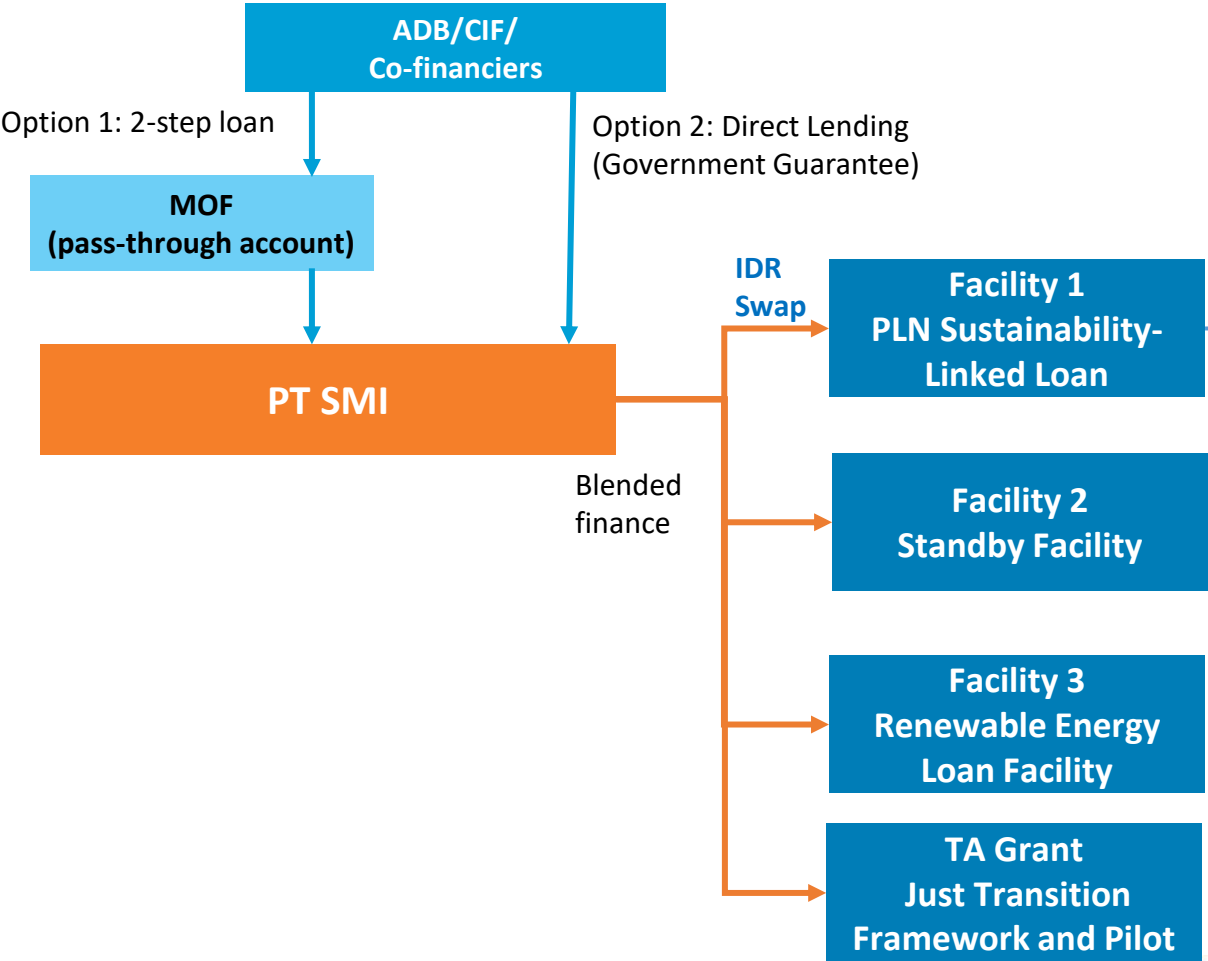 ADB/CIF/
Co-financiers
Option 1: 2-step loan
Option 2: Direct Lending
(Government Guarantee)
MOF
(pass-through account)
IDR
Swap
Facility 1
PLN Sustainability-
Linked Loan
PT SMI
Blended
finance
Facility 2
Standby Facility
Facility 3
Renewable Energy
Loan Facility
TA Grant
Just Transition
Framework and Pilot